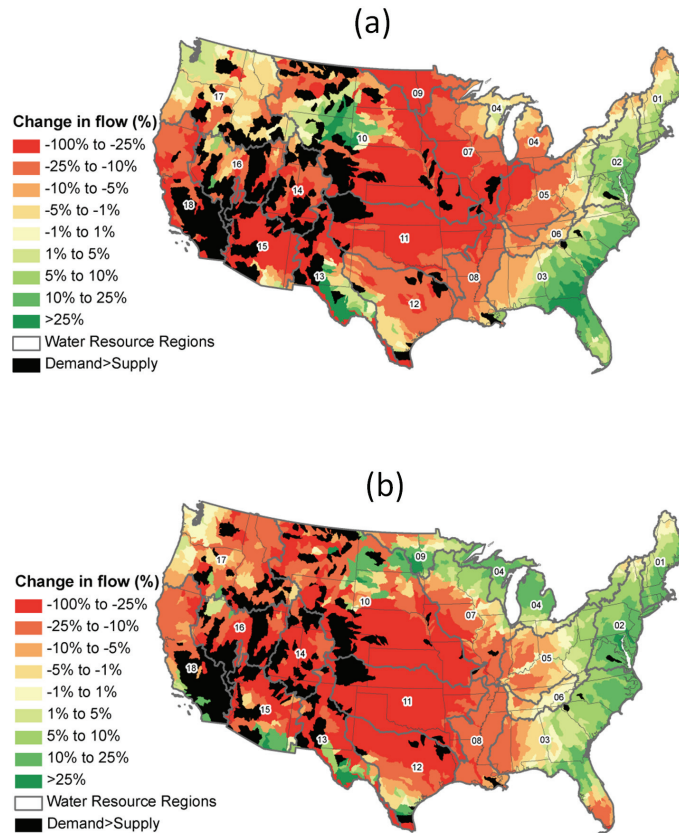 (a)
Change in flow (%)
-100% to -25%
-25% to -10%
-10% to -5%
-5% to -1%
-1% to 1%
1% to 5%
5% to 10%
10% to 25%
>25%
Water Resource Regions
Demand>Supply
17
09
04
01
04
10
07
02
16
14
05
18
06
15
11
13
08
03
12
(b)
Change in flow (%)
-100% to -25%
-25% to -10%
-10% to -5%
-5% to -1%
-1% to 1%
1% to 5%
5% to 10%
10% to 25%
>25%
Water Resource Regions
Demand>Supply
17
09
04
01
04
10
07
02
16
14
05
18
06
15
11
13
08
03
12